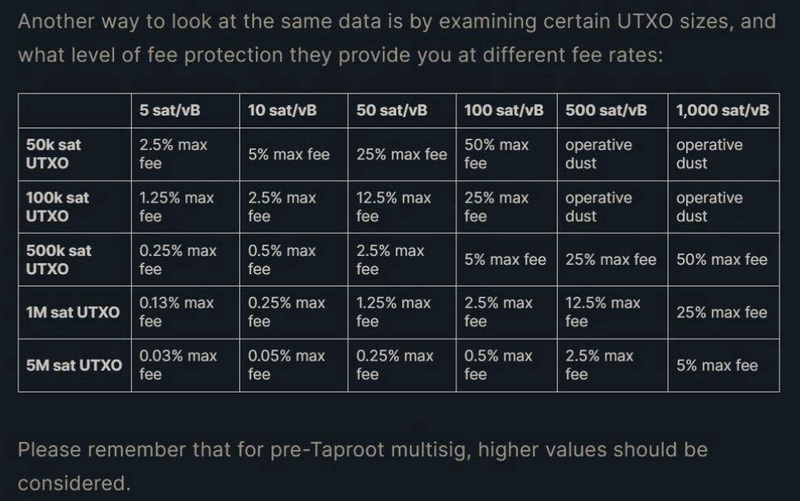 Another way to look at the same data is by examining certain UTXO sizes, and
what level of fee protection they provide you at different fee rates:
5 sat/vB 10 sat/vB 50 sat/vB 100 sat/vB 500 sat/vB 1,000 sat/vB
50k sat UTXO 2.5% max fee 5% max fee 25% max fee 50% max fee operative dust operative dust
100k sat UTXO 1.25% max fee 2.5% max fee 12.5% max fee 25% max fee operative dust operative dust
500k sat UTXO 0.25% max fee 0.5% max fee 2.5% max fee 5% max fee 25% max fee 50% max fee
1M sat UTXO 0.13% max fee 0.25% max fee 1.25% max fee 2.5% max fee 12.5% max fee 25% max fee
5M sat UTXO 0.03% max fee 0.05% max fee 0.25% max fee 0.5% max fee 2.5% max fee 5% max fee
Please remember that for pre-Taproot multisig, higher values should be
considered.